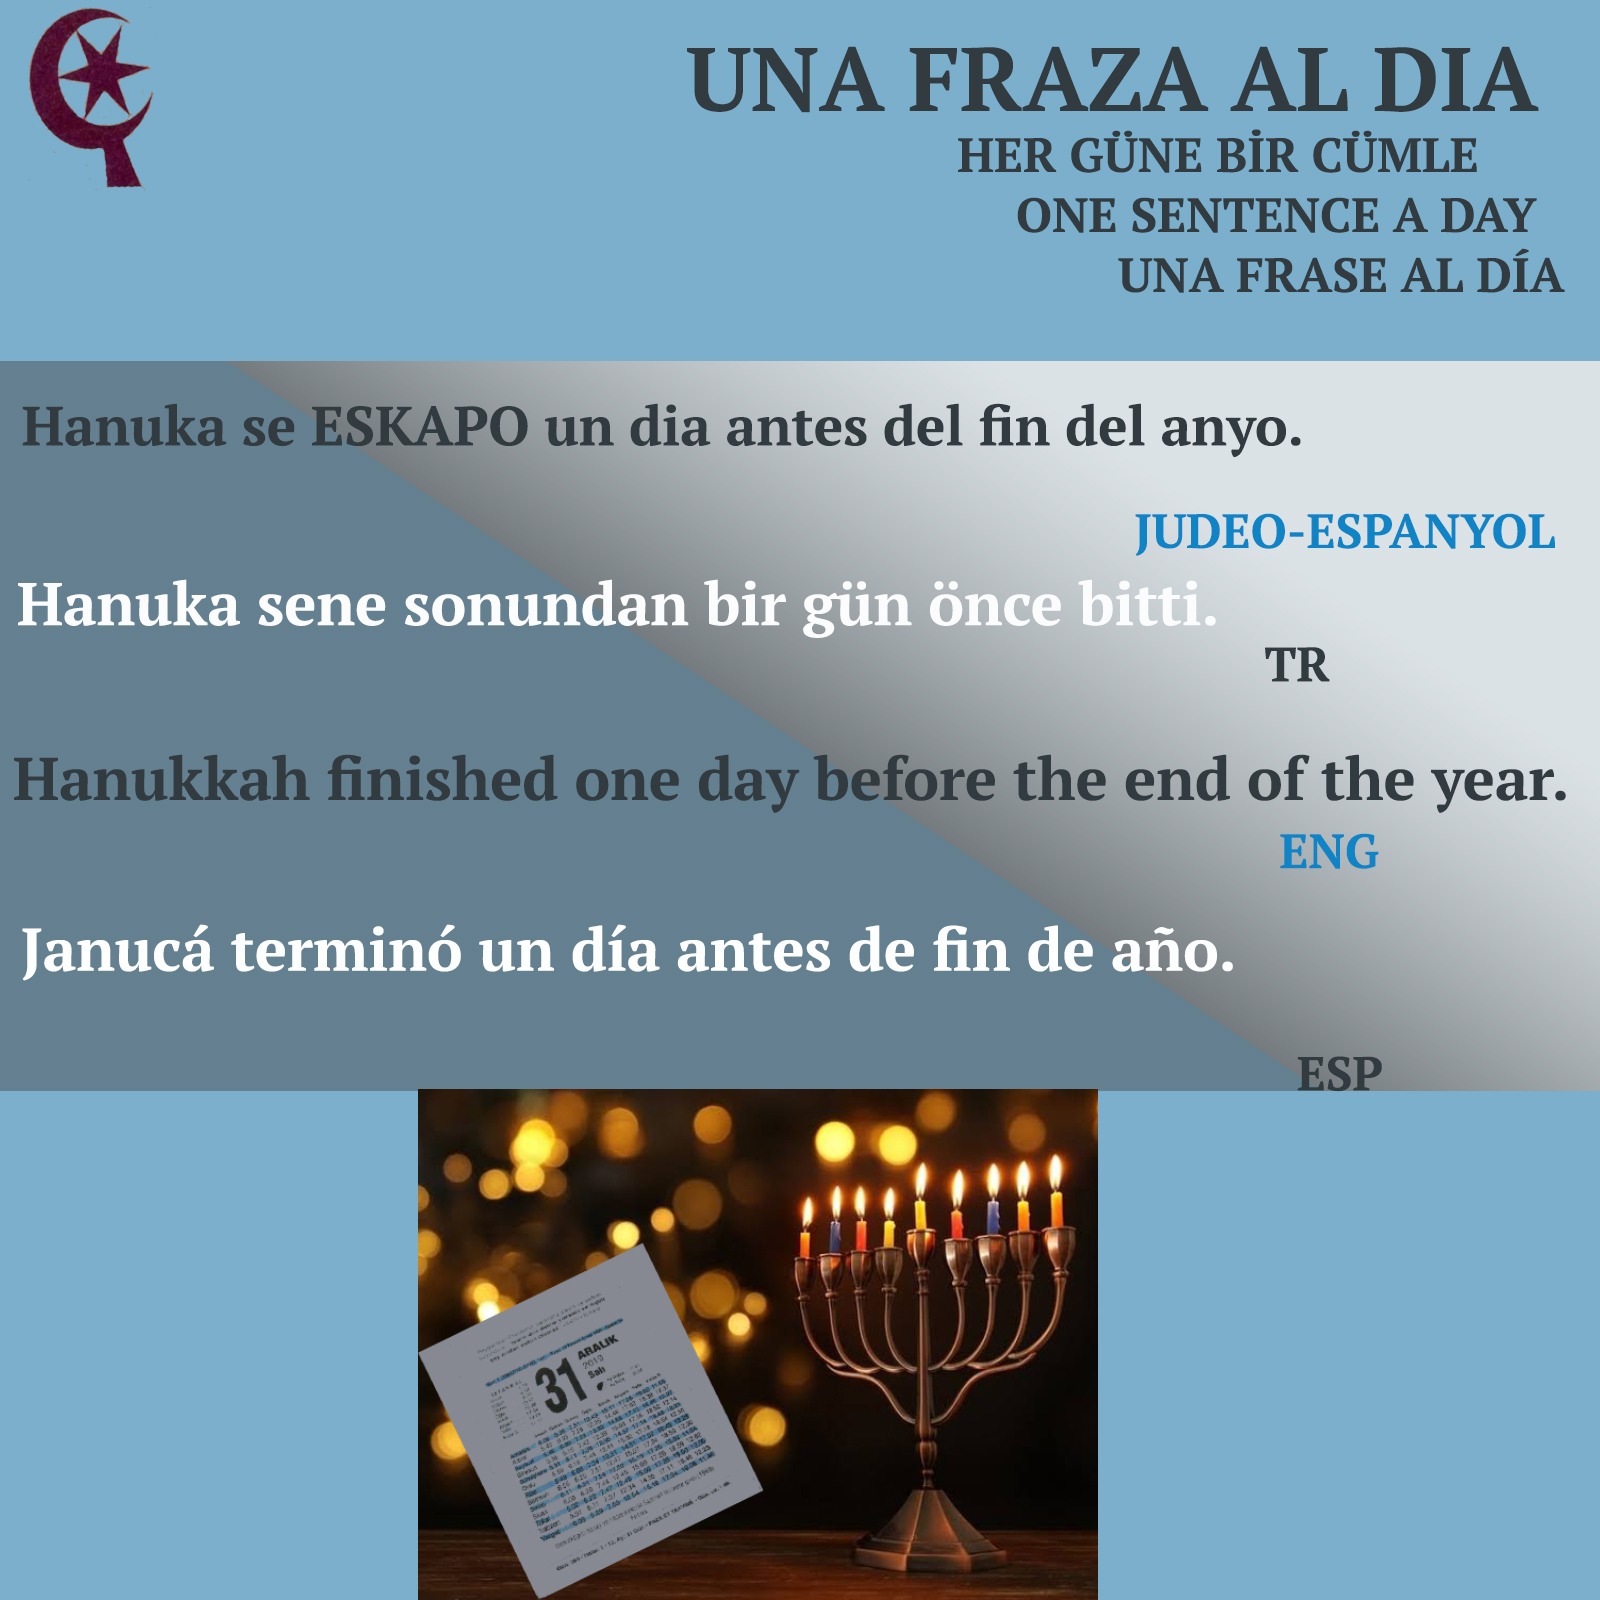 UNA FRAZA AL DIA
HER GÜNE BİR CÜMLE
ONE SENTENCE A DAY
UNA FRASE AL DÍA
Hanuka se ESKAPO un dia antes del fin del anyo.
JUDEO-ESPANYOL
Hanuka sene sonundan bir gün önce bitti.
TR
Hanukkah finished one day before the end of the year.
ENG
Janucá terminó un día antes de fin de año.
ESP
31
ARALIK
2019
Salı